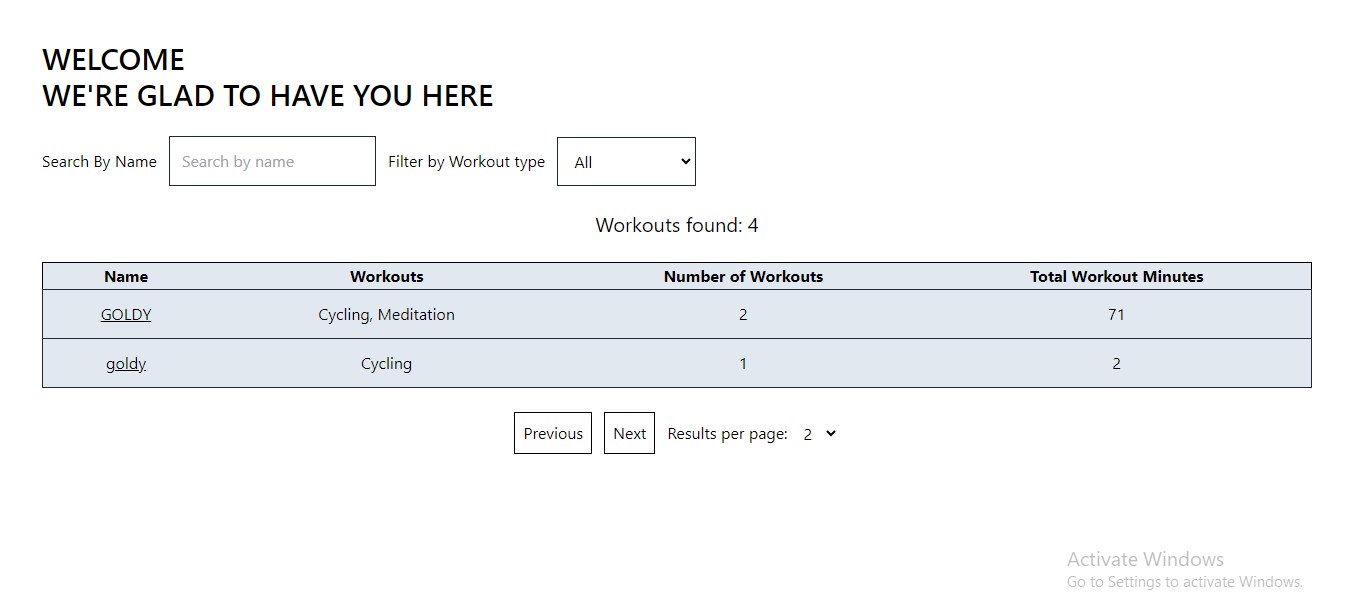 WELCOME
WE'RE GLAD TO HAVE YOU HERE
Search By Name Search by name Filter by Workout type All
Workouts found: 4
Name Workouts Number of Workouts Total Workout Minutes
GOLDY Cycling, Meditation 2 71
goldy Cycling 1 2
Previous Next Results per page: 2
Activate Windows
Go to Settings to activate Windows.